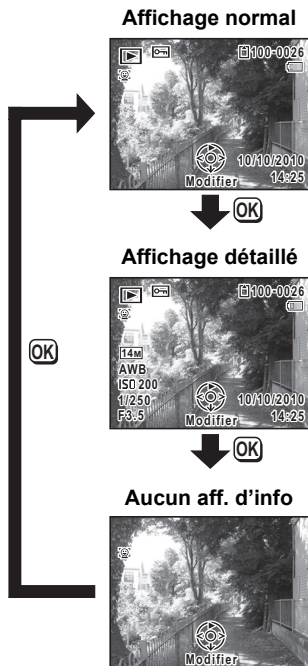 Affichage normal
100-0026
10/10/2010
14:25
Modifier
OK
Affichage détaillé
100-0026
14M
AWB
ISO 200
1/250
F3.5
10/10/2010
14:25
Modifier
OK
OK
Aucun aff. d’info
Modifier